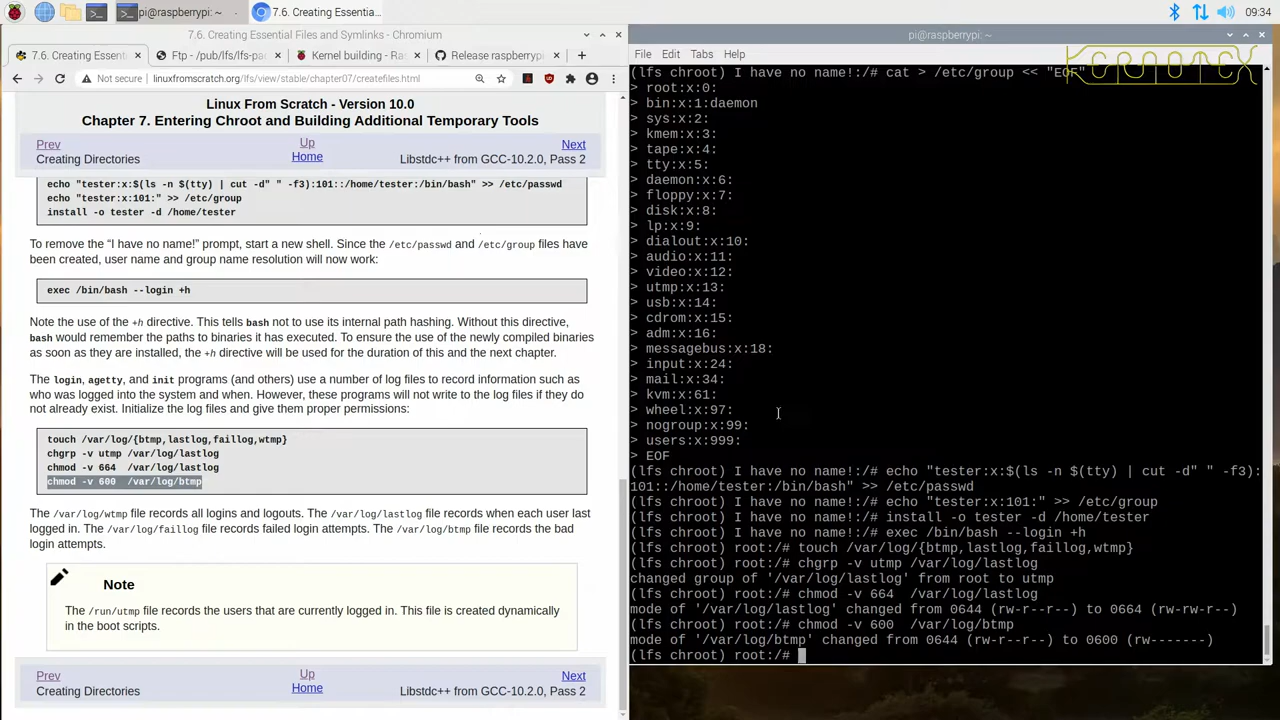 pi@raspberrypi: ~
7.6. Creating Essentia...
09:34
7.6. Creating Essential Files and Symlinks - Chromium
7.6. Creating Essent
Ftp - /pub/lfs/lfs-pa
Kernel building - Ras
Release raspberrypi
Not secure
linuxfromscratch.org/lfs/view/stable/chapter07/createfiles.html
Linux From Scratch - Version 10.0
Chapter 7. Entering Chroot and Building Additional Temporary Tools
Prev
Up
Next
Creating Directories
Home
Libstdc++ from GCC-10.2.0, Pass 2
echo "tester:x:$(ls -n $(tty) | cut -d" " -f3):101::/home/tester:/bin/bash" >> /etc/passwd
echo "tester:x:101:" >> /etc/group
install -o tester -d /home/tester
To remove the “I have no name!” prompt, start a new shell. Since the /etc/passwd and /etc/group files have
been created, user name and group name resolution will now work:
exec /bin/bash --login +h
Note the use of the +h directive. This tells bash not to use its internal path hashing. Without this directive,
bash would remember the paths to binaries it has executed. To ensure the use of the newly compiled binaries
as soon as they are installed, the +h directive will be used for the duration of this and the next chapter.
The login, agetty, and init programs (and others) use a number of log files to record information such as
who was logged into the system and when. However, these programs will not write to the log files if they do
not already exist. Initialize the log files and give them proper permissions:
touch /var/log/{btmp,lastlog,faillog,wtmp}
chgrp -v utmp /var/log/lastlog
chmod -v 664  /var/log/lastlog
chmod -v 600  /var/log/btmp
The /var/log/wtmp file records all logins and logouts. The /var/log/lastlog file records when each user last
logged in. The /var/log/faillog file records failed login attempts. The /var/log/btmp file records the bad
login attempts.
Note
The /run/utmp file records the users that are currently logged in. This file is created dynamically
in the boot scripts.
Prev
Up
Next
Creating Directories
Home
Libstdc++ from GCC-10.2.0, Pass 2
pi@raspberrypi: ~
File Edit Tabs Help
(lfs chroot) I have no name!:/# cat > /etc/group << "EOF"
> root:x:0:
> bin:x:1:daemon
> sys:x:2:
> kmem:x:3:
> tape:x:4:
> tty:x:5:
> daemon:x:6:
> floppy:x:7:
> disk:x:8:
> lp:x:9:
> dialout:x:10:
> audio:x:11:
> video:x:12:
> utmp:x:13:
> usb:x:14:
> cdrom:x:15:
> adm:x:16:
> messagebus:x:18:
> input:x:24:
> mail:x:34:
> kvm:x:61:
> wheel:x:97:
> nogroup:x:99:
> users:x:999:
> EOF
(lfs chroot) I have no name!:/# echo "tester:x:$(ls -n $(tty) | cut -d" " -f3):
101::/home/tester:/bin/bash" >> /etc/passwd
(lfs chroot) I have no name!:/# echo "tester:x:101:" >> /etc/group
(lfs chroot) I have no name!:/# install -o tester -d /home/tester
(lfs chroot) I have no name!:/# exec /bin/bash --login +h
(lfs chroot) root:/# touch /var/log/{btmp,lastlog,faillog,wtmp}
(lfs chroot) root:/# chgrp -v utmp /var/log/lastlog
changed group of '/var/log/lastlog' from root to utmp
(lfs chroot) root:/# chmod -v 664  /var/log/lastlog
mode of '/var/log/lastlog' changed from 0644 (rw-r--r--) to 0664 (rw-rw-r--)
(lfs chroot) root:/# chmod -v 600  /var/log/btmp
mode of '/var/log/btmp' changed from 0644 (rw-r--r--) to 0600 (rw-------)
(lfs chroot) root:/#